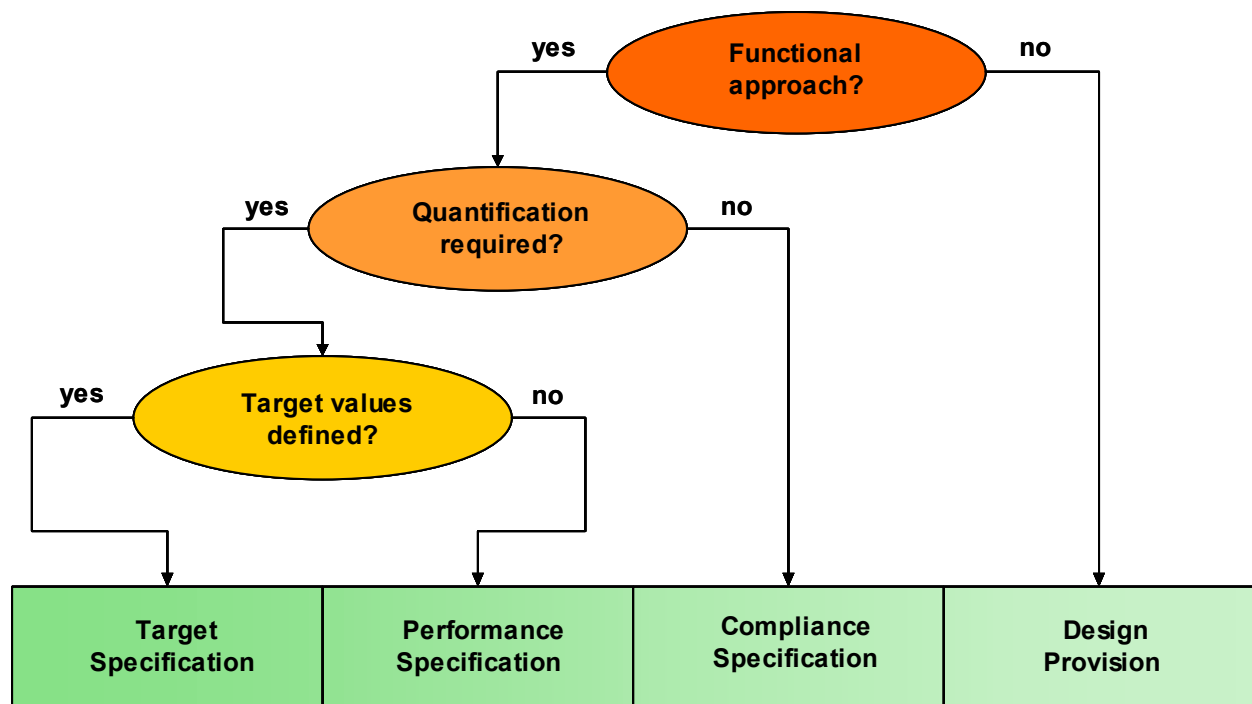 yes
Functional
approach?
no
yes
Quantification
required?
no
yes
Target values
defined?
no
Target
Specification
Performance
Specification
Compliance
Specification
Design
Provision